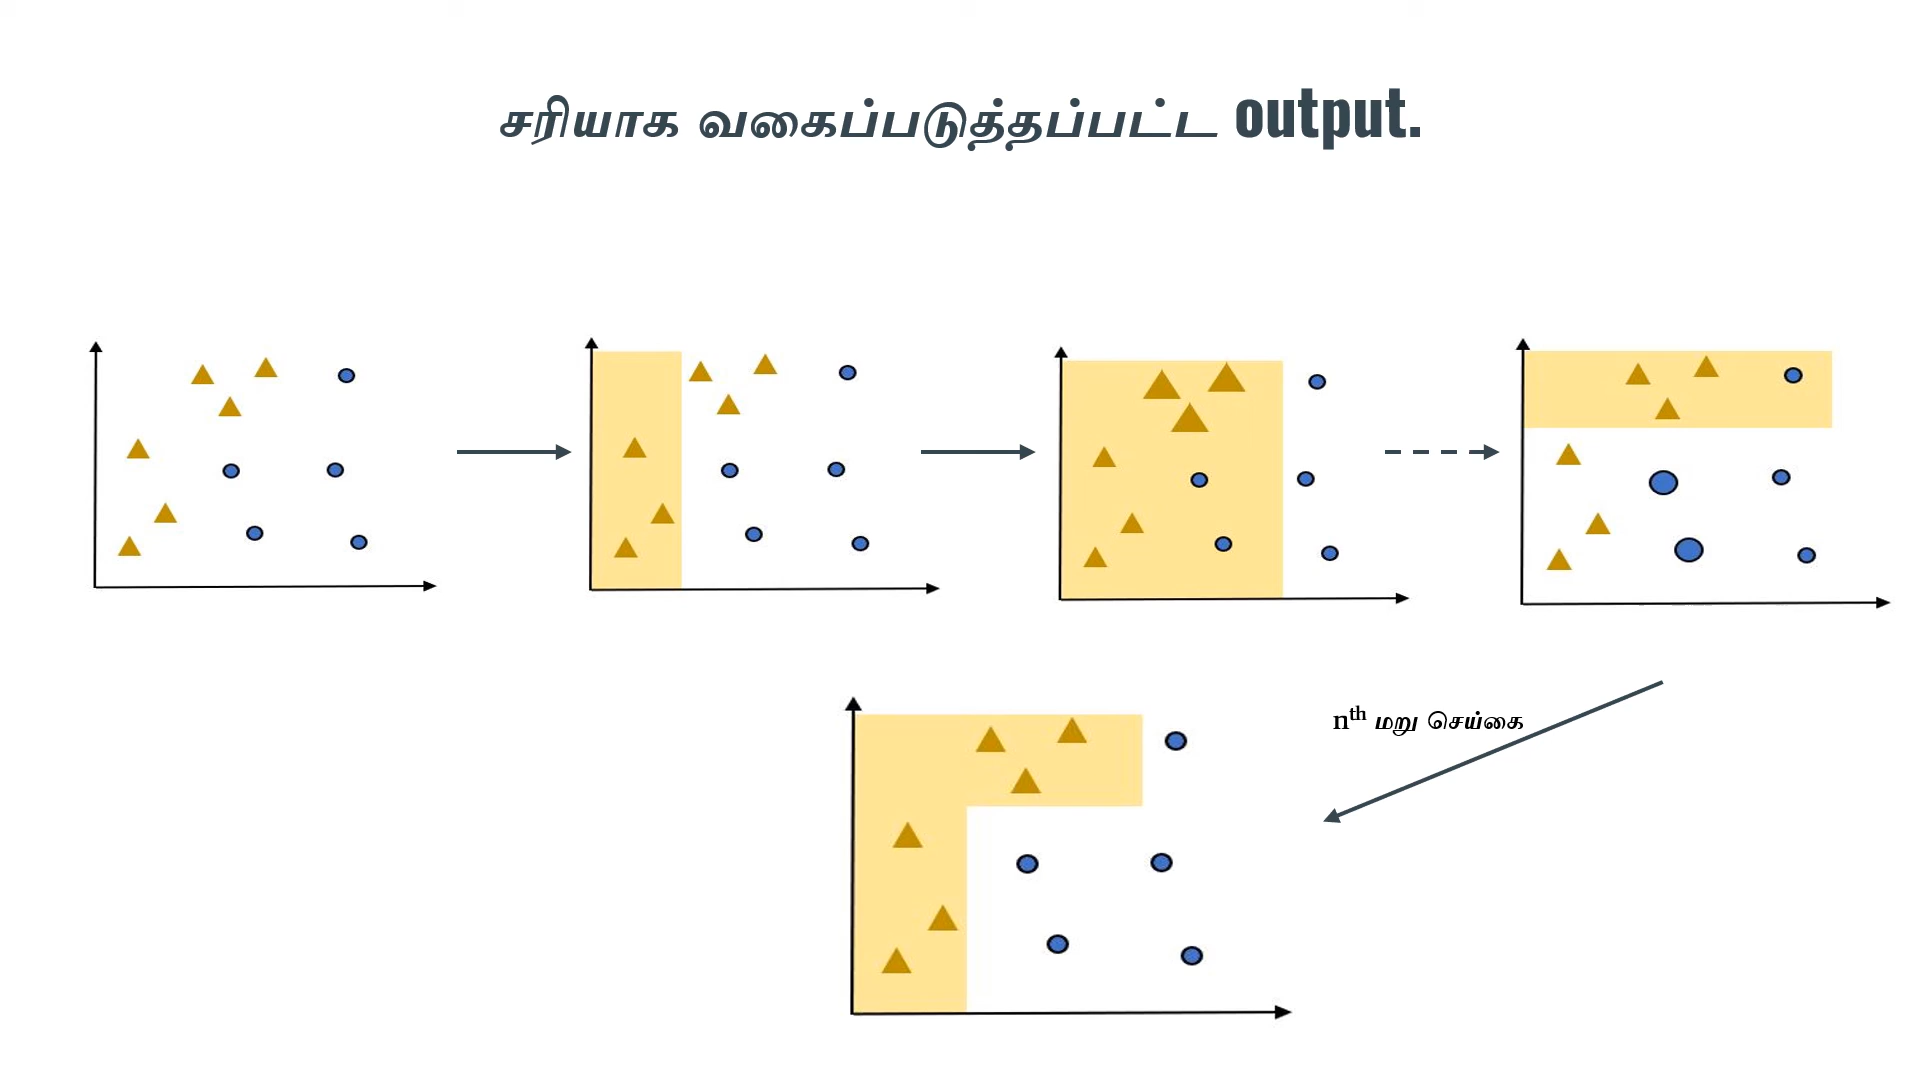 சரியாக வகைப்படுத்தப்பட்ட output.
nth மறு செய்கை